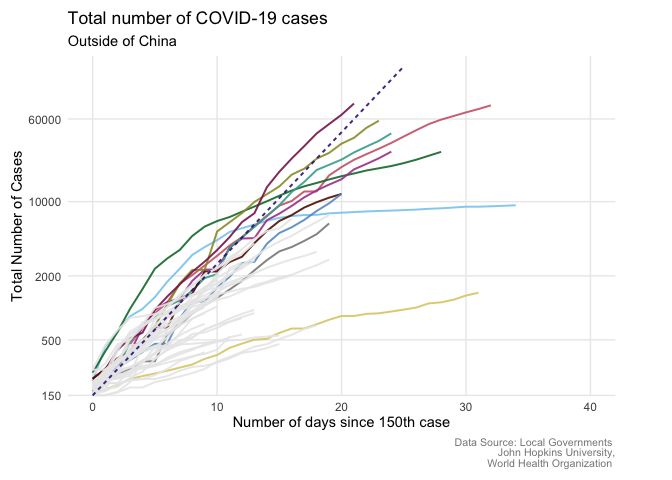 Total number of COVID-19 cases
Outside of China
Total Number of Cases
60000
10000
2000
500
150
0
10
20
30
40
Number of days since 150th case
Data Source: Local Governments
John Hopkins University,
World Health Organization